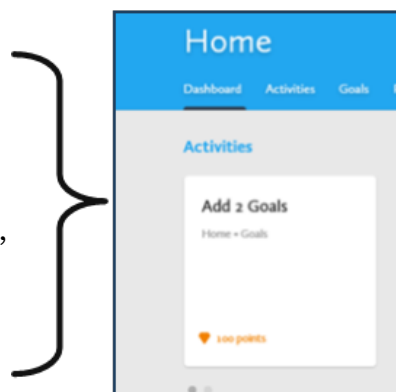 Home
Dashboard Activities Goals
Activities
Add 2 Goals
Home • Goals
100 points
,